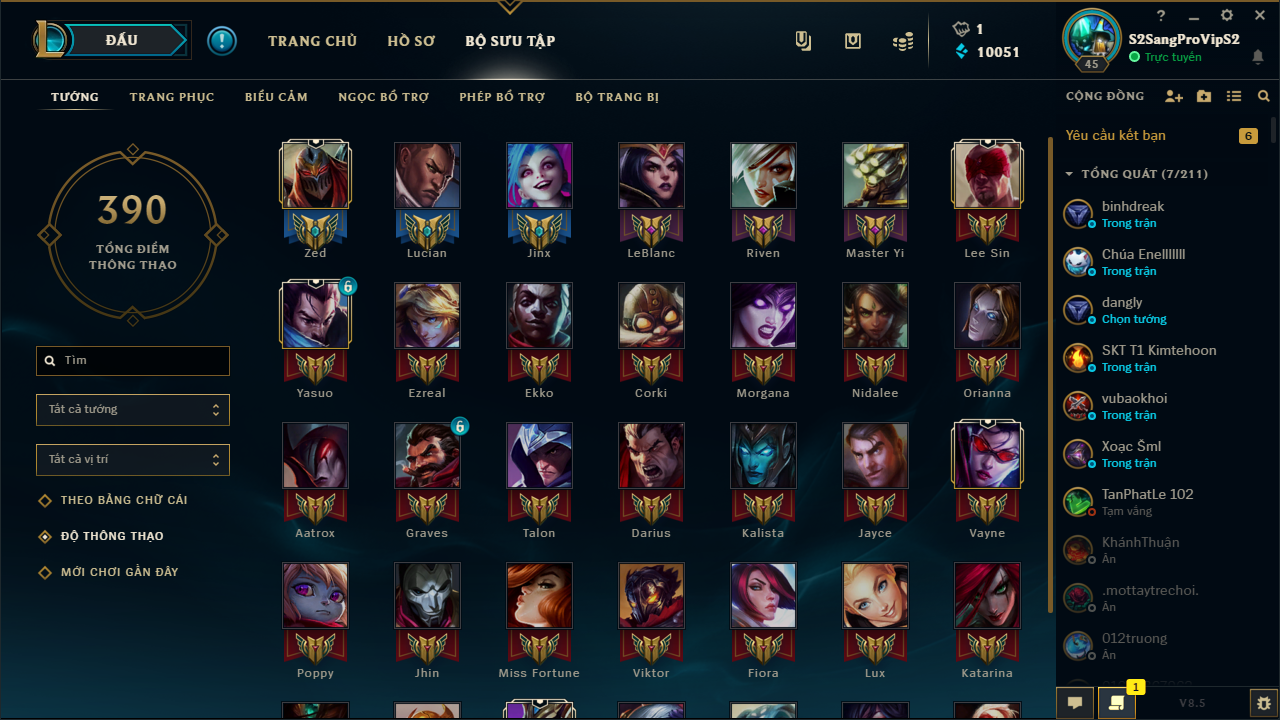 ĐẤU
!
TRANG CHỦ
HỒ SƠ
BỘ SƯU TẬP
1
10051
?
S2SangProVipS2
45
Trực tuyến
TƯỚNG
TRANG PHỤC
BIỂU CẢM
NGỌC BỔ TRỢ
PHÉP BỔ TRỢ
BỘ TRANG BỊ
390
TỔNG ĐIỂM
THÔNG THẠO
Tìm
Tất cả tướng
Tất cả vị trí
THEO BẢNG CHỮ CÁI
ĐỘ THÔNG THẠO
MỚI CHƠI GẦN ĐÂY
Zed
Lucian
Jinx
LeBlanc
Riven
Master Yi
Lee Sin
6
Yasuo
Ezreal
Ekko
Corki
Morgana
Nidalee
Orianna
6
Aatrox
Graves
Talon
Darius
Kalista
Jayce
Vayne
Poppy
Jhin
Miss Fortune
Viktor
Fiora
Lux
Katarina
CỘNG ĐỒNG
Yêu cầu kết bạn
6
TỔNG QUÁT (7/211)
binhdreak
Trong trận
Chúa Enelllllll
Trong trận
dangly
Chọn tướng
SKT T1 Kimtehoon
Trong trận
vubaokhoi
Trong trận
Xoạc Šml
Trong trận
TanPhatLe 102
Tạm vắng
KhánhThuận
Ẩn
.mottaytrechoi.
Ẩn
012truong
Ẩn
1
V8.5